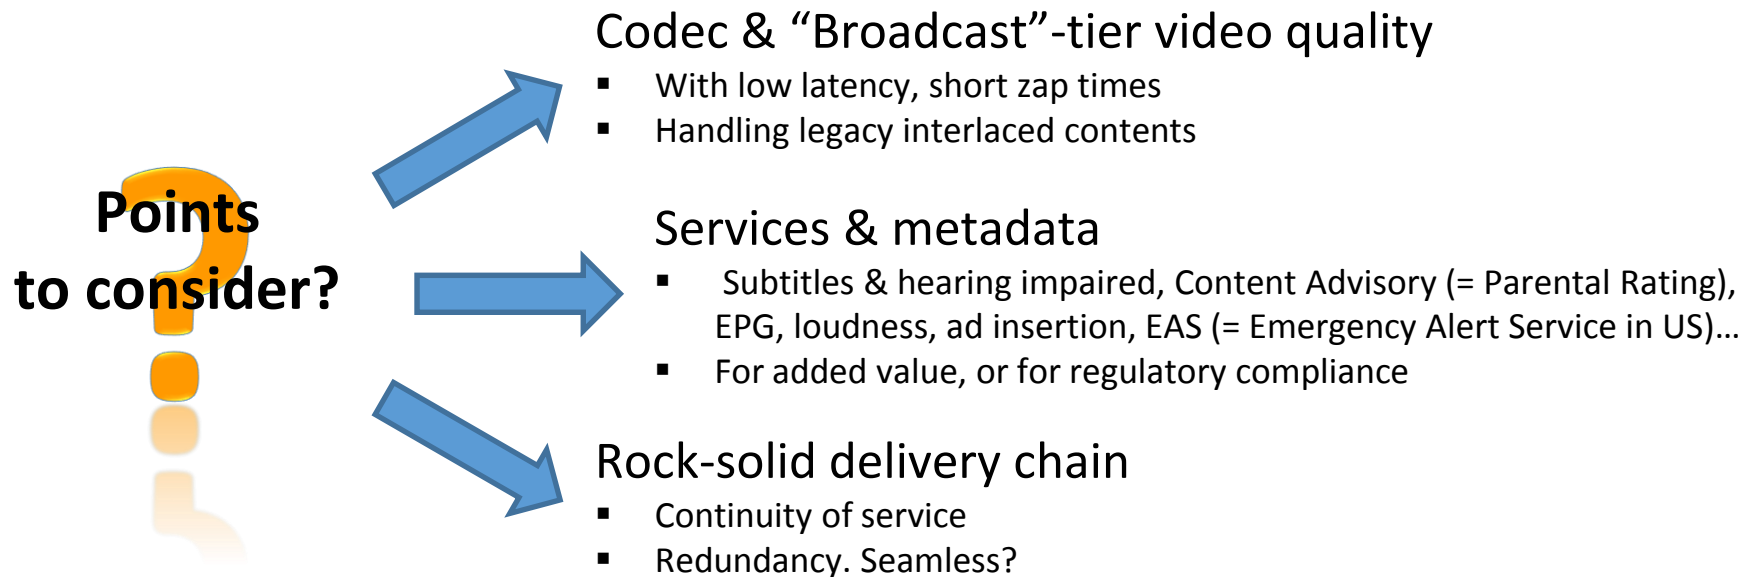 Points
to consider?
Codec & “Broadcast”-tier video quality
▪ With low latency, short zap times
▪ Handling legacy interlaced contents
Services & metadata
▪ Subtitles & hearing impaired, Content Advisory (= Parental Rating),
EPG, loudness, ad insertion, EAS (= Emergency Alert Service in US)…
▪ For added value, or for regulatory compliance
Rock-solid delivery chain
▪ Continuity of service
▪ Redundancy. Seamless?